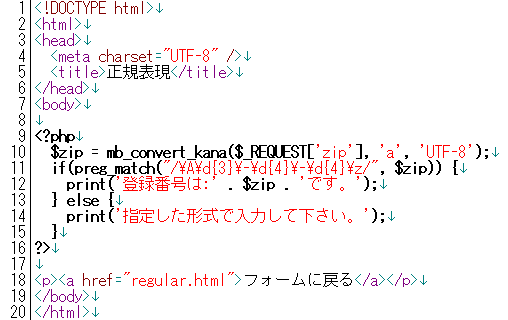 1 <!DOCTYPE html>↓
2 <html>↓
3 <head>↓
4   <meta charset="UTF-8" />↓
5   <title>正規表現</title>↓
6 </head>↓
7 <body>↓
8 ↓
9 <?php↓
10   $zip = mb_convert_kana($_REQUEST['zip'], 'a', 'UTF-8');↓
11   if(preg_match("/¥A¥d[3]¥-¥d[4]¥-¥d[4]¥z/", $zip)) {↓
12     print('登録番号は:' . $zip . 'です。');↓
13   } else {↓
14     print('指定した形式で入力して下さい。');↓
15   }↓
16 ?>↓
17 ↓
18 <p><a href="regular.html">フォームに戻る</a></p>↓
19 </body>↓
20 </html>↓